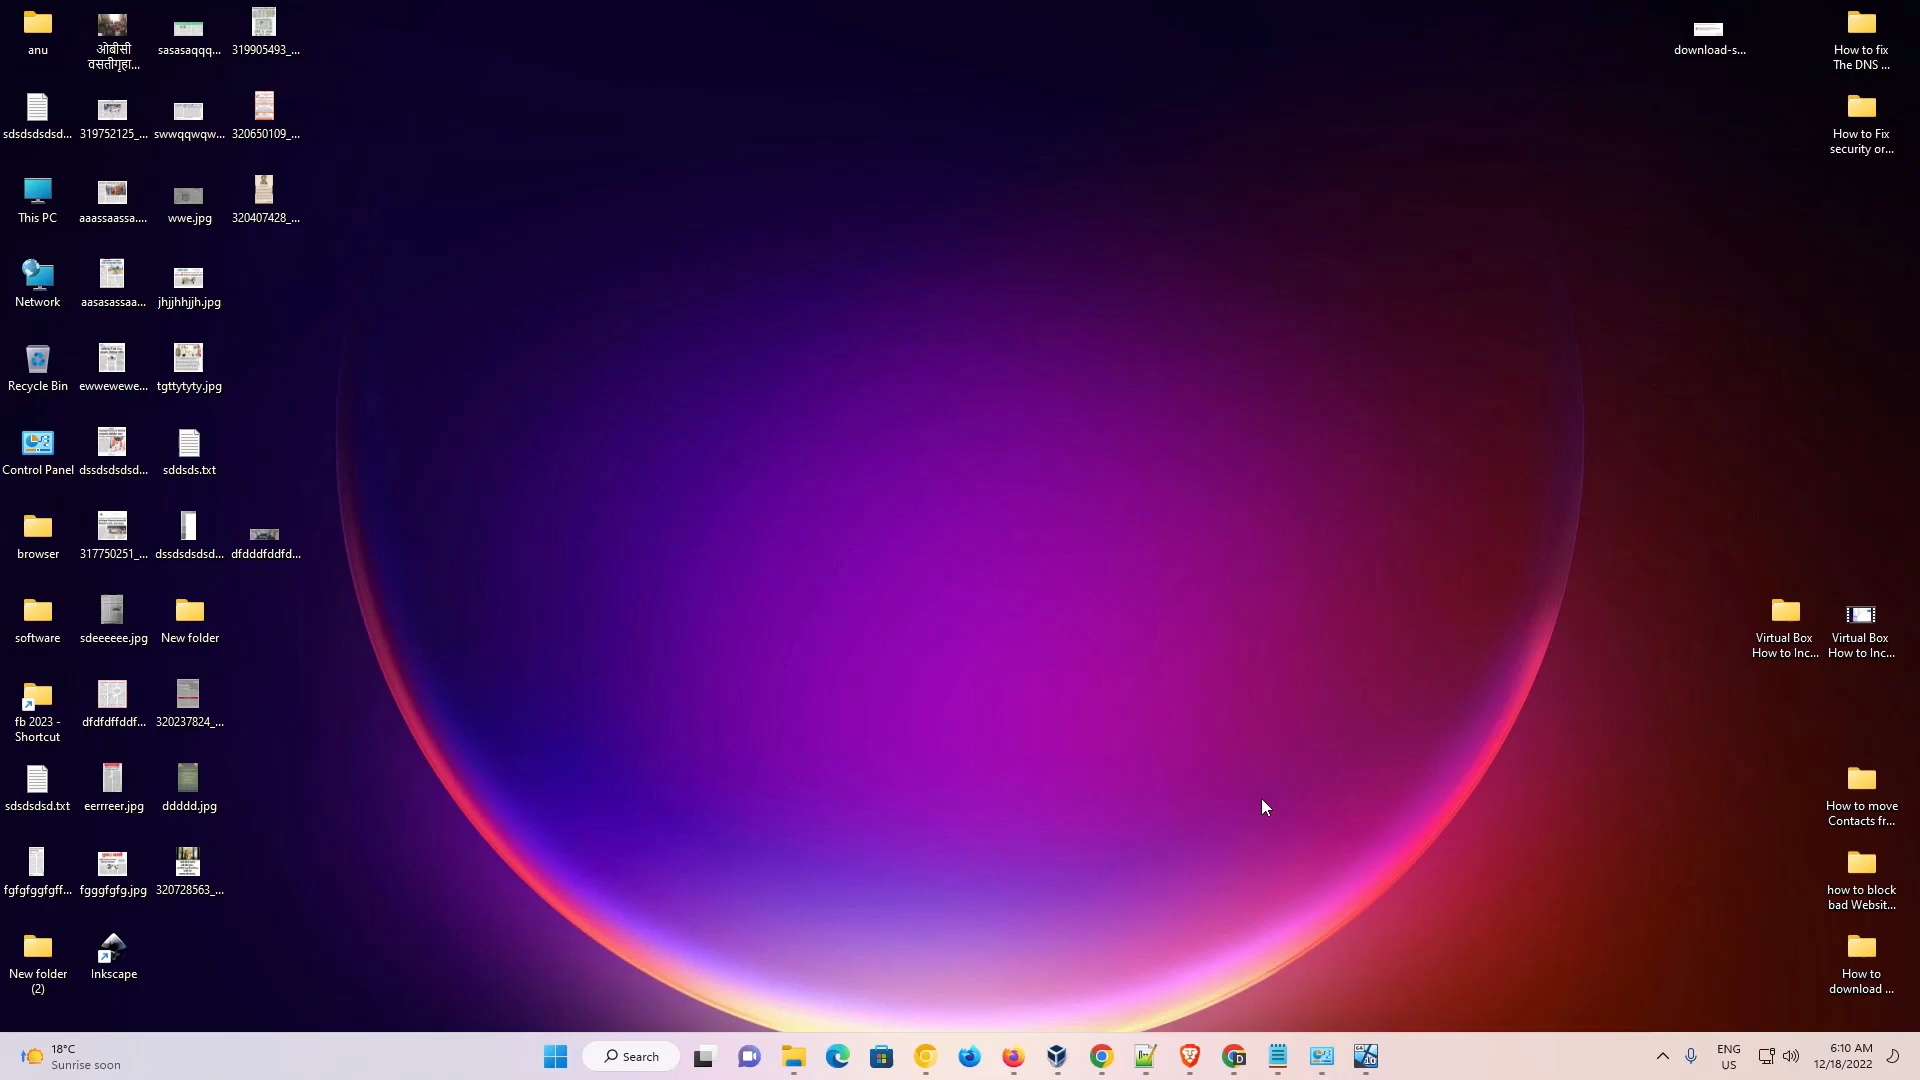 anu
ओबीसी
वसतीगृहा...
sasasaqqq...
319905493_...
download-s...
How to fix
The DNS ...
sdsdsdsdsd...
319752125_...
swwqqwqw...
320650109_...
How to Fix
security or...
This PC
aaassaassa....
wwe.jpg
320407428_...
Network
aasasassaa...
jhjjhhjjh.jpg
Recycle Bin
ewwewewe...
tgttytyty.jpg
Control Panel
dssdsdsdsd...
sddsds.txt
browser
317750251_...
dssdsdsdsd...
dfdddfddfd...
software
sdeeeeee.jpg
New folder
Virtual Box
How to Inc...
Virtual Box
How to Inc...
fb 2023 -
Shortcut
dfdfdffddf...
320237824_...
sdsdsdsd.txt
eerrreer.jpg
ddddd.jpg
How to move
Contacts fr...
fgfgfggfgff...
fgggfgfg.jpg
320728563_...
how to block
bad Websit...
New folder
(2)
Inkscape
How to
download ...
18°C
Sunrise soon
Search
ENG
US
6:10 AM
12/18/2022